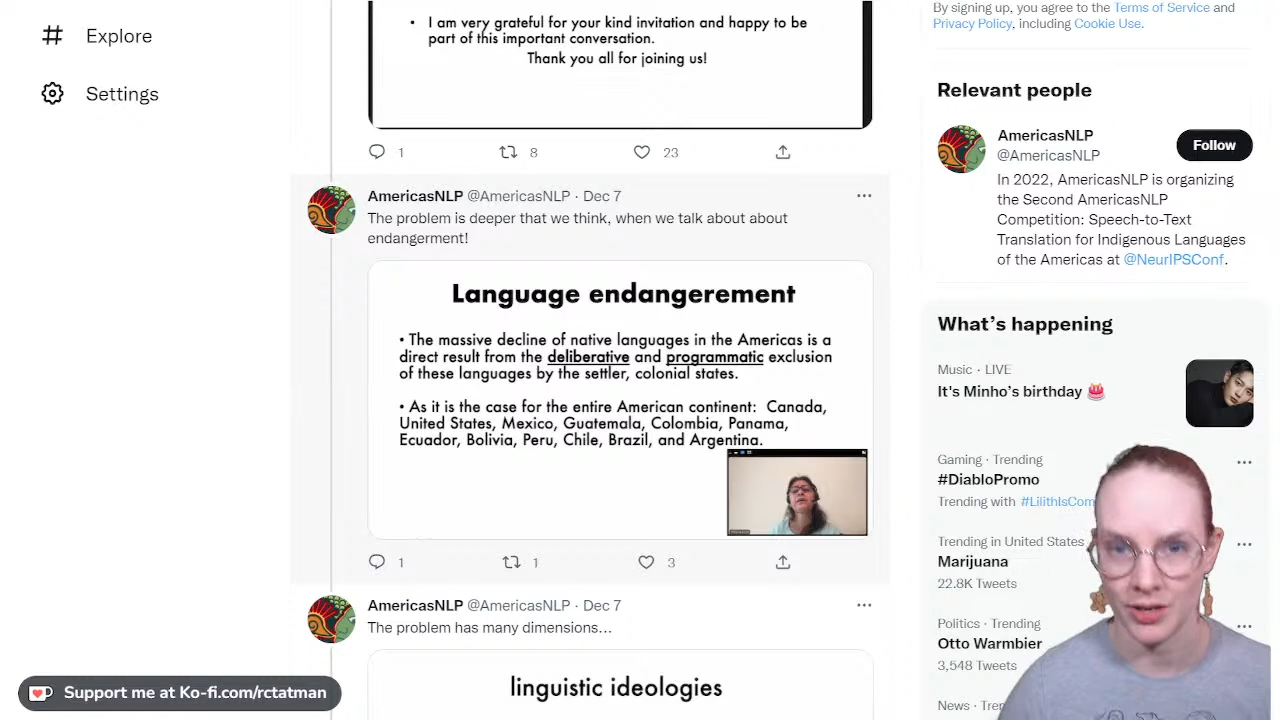 Explore
Settings
• I am very grateful for your kind invitation and happy to be
part of this important conversation.
Thank you all for joining us!
1
8
23
AmericasNLP @AmericasNLP · Dec 7
The problem is deeper that we think, when we talk about about
endangerment!
Language endangerement
• The massive decline of native languages in the Americas is a
direct result from the deliberative and programmatic exclusion
of these languages by the settler, colonial states.
• As it is the case for the entire American continent: Canada,
United States, Mexico, Guatemala, Colombia, Panama,
Ecuador, Bolivia, Peru, Chile, Brazil, and Argentina.
1
1
3
AmericasNLP @AmericasNLP · Dec 7
The problem has many dimensions...
linguistic ideologies
By signing up, you agree to the Terms of Service and
Privacy Policy, including Cookie Use.
Relevant people
AmericasNLP
@AmericasNLP
Follow
In 2022, AmericasNLP is organizing
the Second AmericasNLP
Competition: Speech-to-Text
Translation for Indigenous Languages
of the Americas at @NeurIPSConf.
What's happening
Music · LIVE
It's Minho's birthday 🎂
Gaming · Trending
#DiabloPromo
Trending with #LilithIsCom
Trending in United States
Marijuana
22.8K Tweets
Politics · Trending
Otto Warmbier
3,548 Tweets
News · Tren
Support me at Ko-fi.com/rctatman